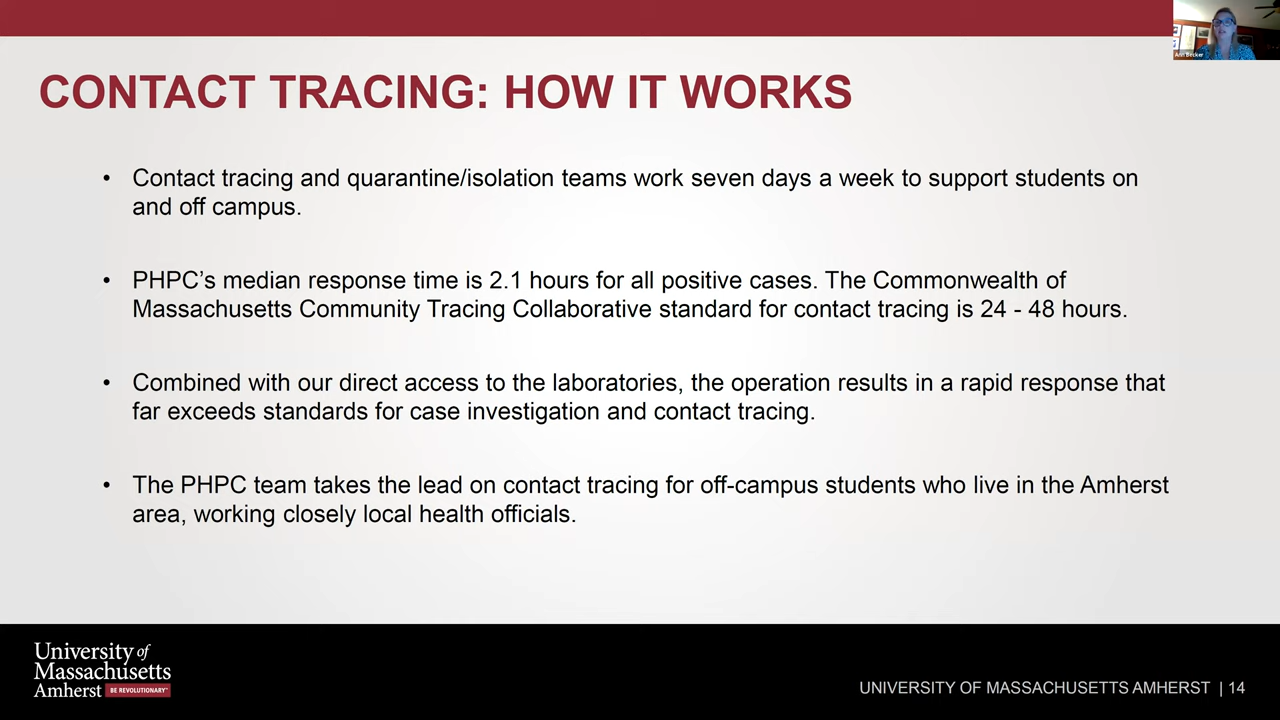 Ann Becker
CONTACT TRACING: HOW IT WORKS
• Contact tracing and quarantine/isolation teams work seven days a week to support students on
and off campus.
• PHPC’s median response time is 2.1 hours for all positive cases. The Commonwealth of
Massachusetts Community Tracing Collaborative standard for contact tracing is 24 - 48 hours.
• Combined with our direct access to the laboratories, the operation results in a rapid response that
far exceeds standards for case investigation and contact tracing.
• The PHPC team takes the lead on contact tracing for off-campus students who live in the Amherst
area, working closely local health officials.
University of
Massachusetts
Amherst BE REVOLUTIONARY™
UNIVERSITY OF MASSACHUSETTS AMHERST | 14